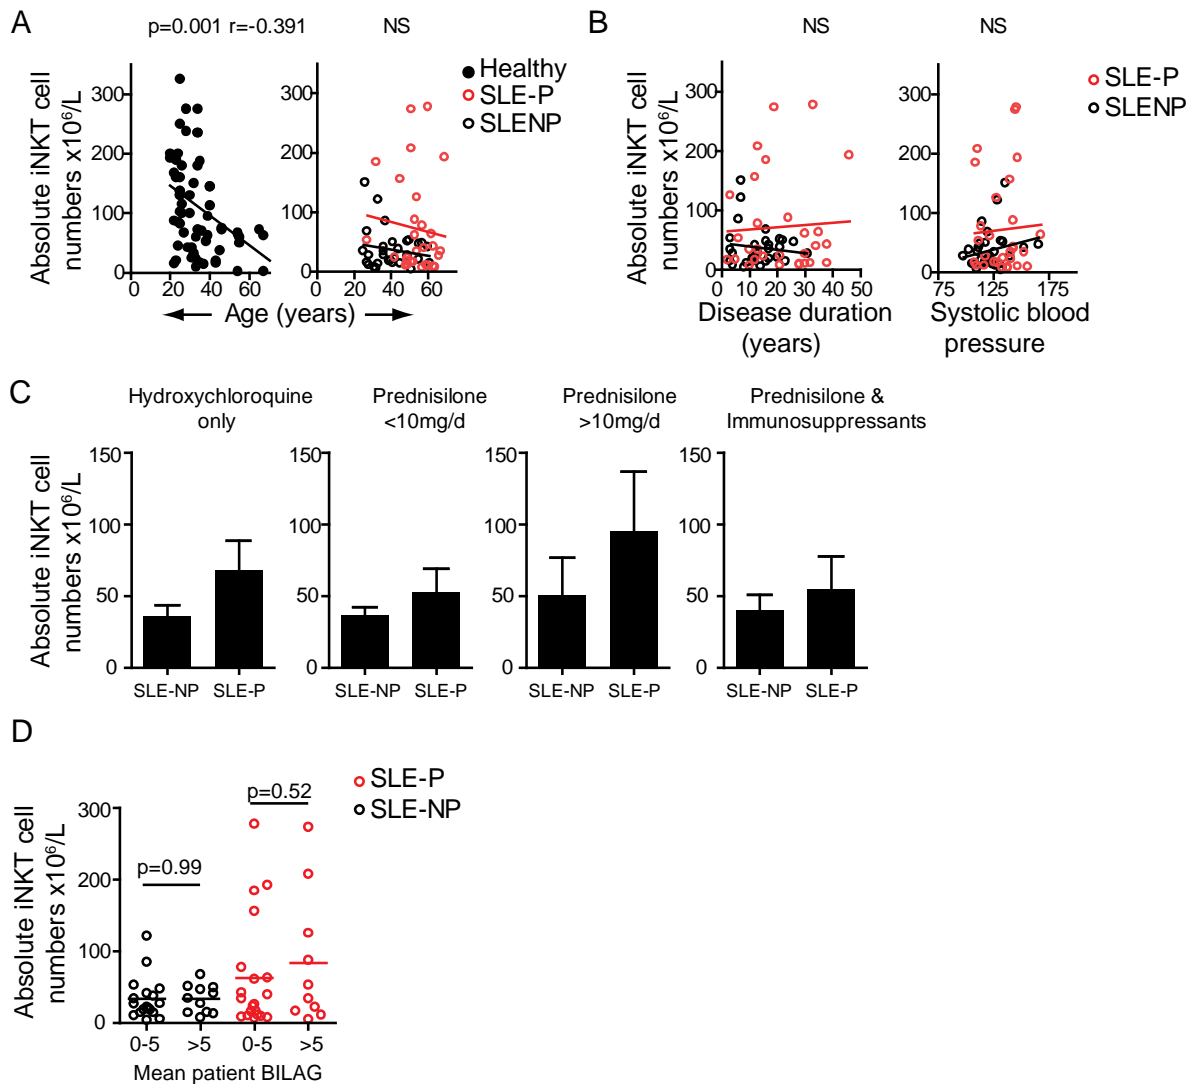 A
p=0.001 r=-0.391
NS
Absolute iNKT cell
numbers x10⁶/L
300
200
100
0
0 20 40 60
300
200
100
0
0 20 40 60
Age (years)
Healthy
SLE-P
SLENP
B
NS
NS
Absolute iNKT cell
numbers x10⁶/L
300
200
100
0
0 10 20 30 40 50
Disease duration
(years)
300
200
100
0
75 125 175
Systolic blood
pressure
SLE-P
SLENP
C
Hydroxychloroquine
only
Prednisilone
<10mg/d
Prednisilone
>10mg/d
Prednisilone &
Immunosuppressants
Absolute iNKT cell
numbers x10⁶/L
150
100
50
0
SLE-NP SLE-P
150
100
50
0
SLE-NP SLE-P
150
100
50
0
SLE-NP SLE-P
150
100
50
0
SLE-NP SLE-P
D
Absolute iNKT cell
numbers x10⁶/L
300
200
100
0
p=0.99
p=0.52
SLE-P
SLE-NP
0-5 >5 0-5 >5
Mean patient BILAG